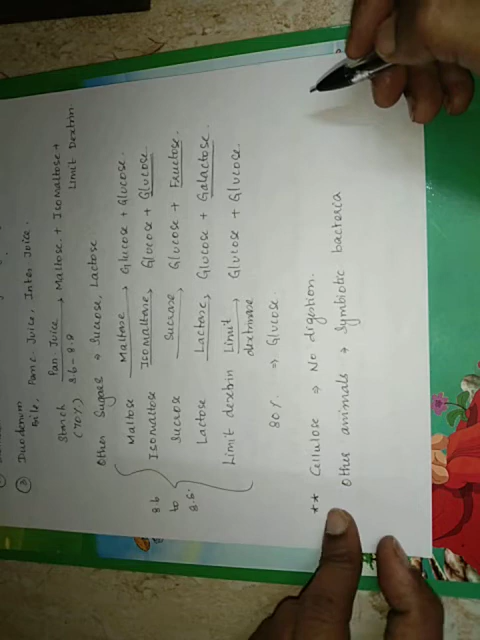 ③ Duodenum
Bile, Panc. Juice, Inter Juice.
Starch Pan. Juice → Maltose + Isomaltose +
(70%) 8.6-8.8 Limit Dextrin.
Other Sugars → Sucrose, Lactose
Maltose Maltase → Glucose + Glucose.
Isomaltose Isomaltase → Glucose + Glucose.
Sucrose Sucrase → Glucose + Fructose.
Lactose Lactase → Glucose + Galactose.
Limit dextrin Limit dextrinase → Glucose + Glucose.
8.6
to
8.8.
80% ⇒ Glucose.
** Cellulose ⇒ No digestion.
Other animals → Symbiotic bacteria